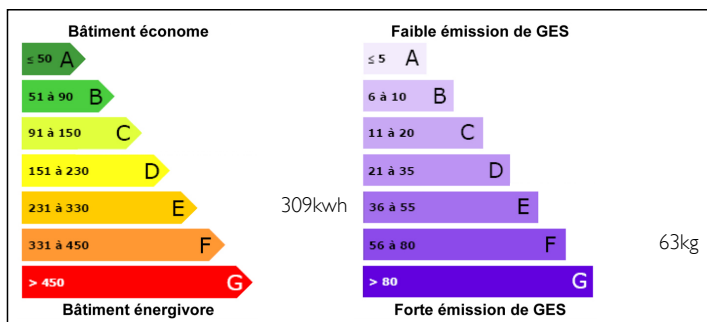 Bâtiment économe
≤ 50 A
51 à 90 B
91 à 150 C
151 à 230 D
231 à 330 E
309kwh
331 à 450 F
> 450 G
Bâtiment énergivore
Faible émission de GES
≤ 5 A
6 à 10 B
11 à 20 C
21 à 35 D
36 à 55 E
56 à 80 F
63kg
> 80 G
Forte émission de GES